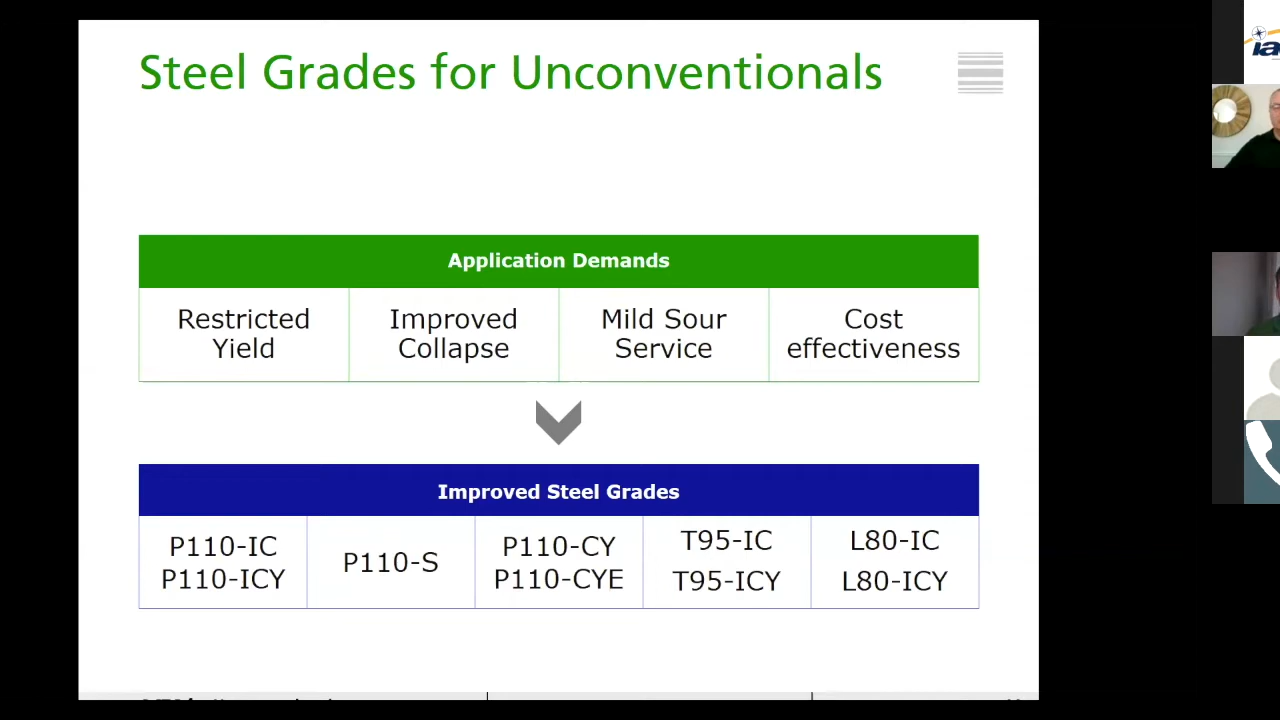 Steel Grades for Unconventionals
Application Demands
Restricted
Yield
Improved
Collapse
Mild Sour
Service
Cost
effectiveness
Improved Steel Grades
P110-IC
P110-ICY
P110-S
P110-CY
P110-CYE
T95-IC
T95-ICY
L80-IC
L80-ICY